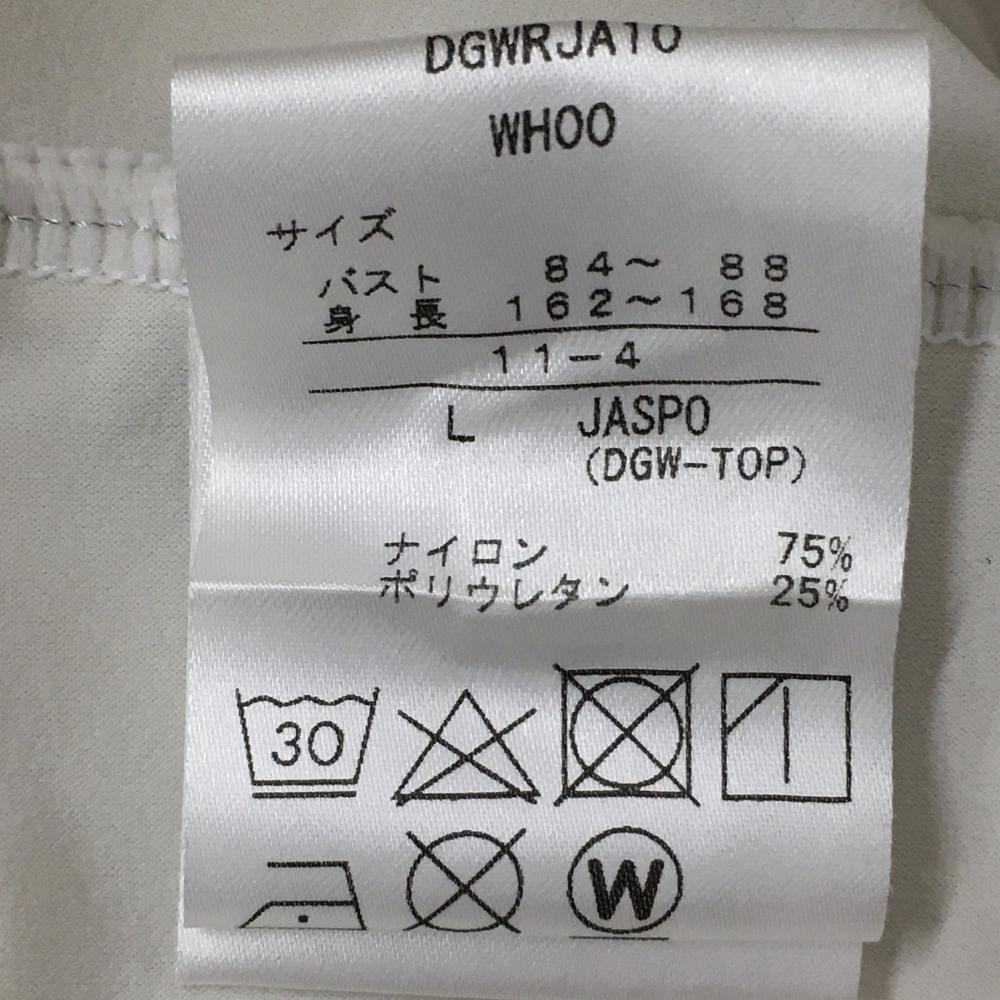 DGWRJA10
WHOO
サイズ
バスト 84～ 88
身 長 162～168
11－4
L JASPO
(DGW-TOP)
ナイロン 75%
ポリウレタン 25%
30
W